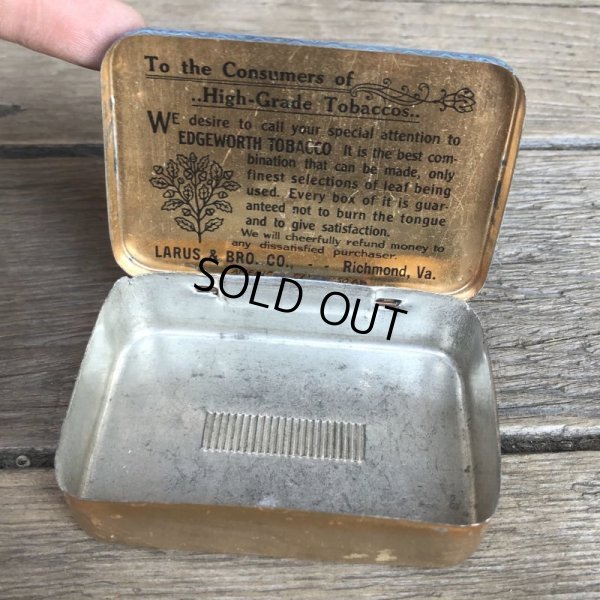 To the Consumers of
..High-Grade Tobaccos..
WE desire to call your special attention to
EDGEWORTH TOBACCO. It is the best com-
bination that can be made, only
finest selections of leaf being
used. Every box of it is guar-
anteed not to burn the tongue
and to give satisfaction.
We will cheerfully refund money to
any dissatisfied purchaser.
LARUS & BRO. CO., - - Richmond, Va.
SOLD OUT